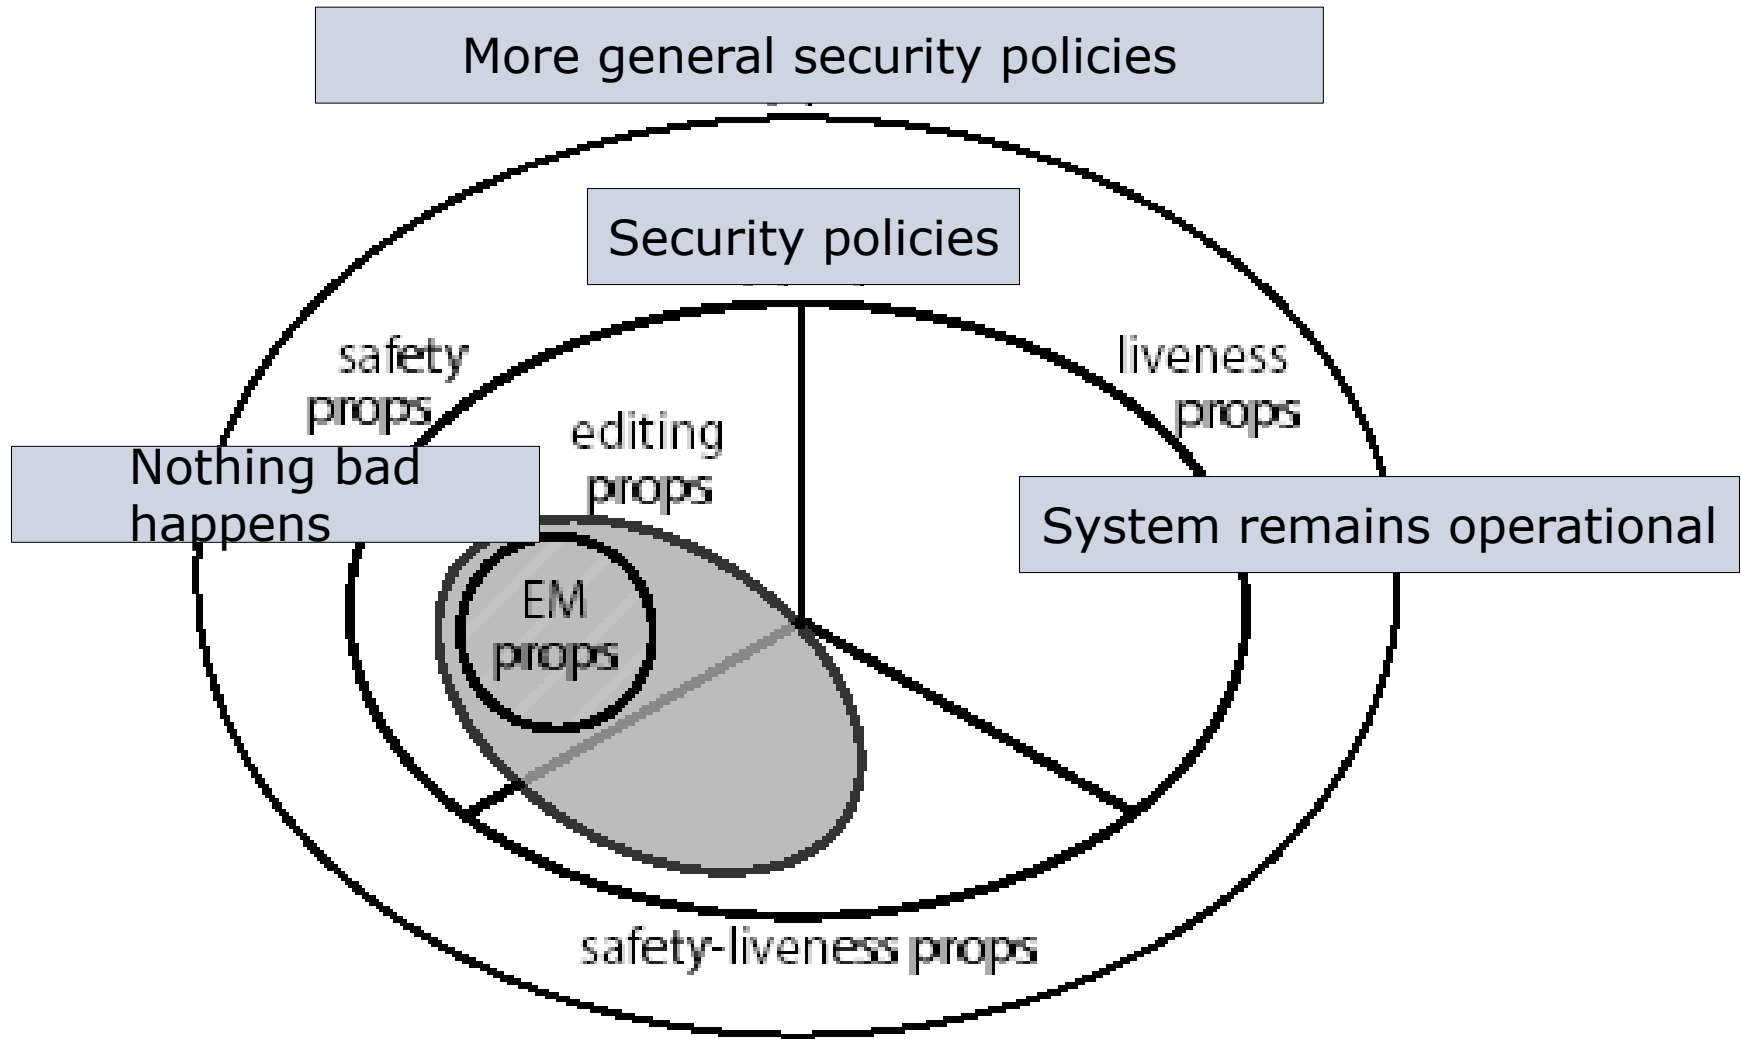 More general security policies
Security policies
safety
props
liveness
props
editing
props
Nothing bad
happens
System remains operational
EM
props
safety-liveness props